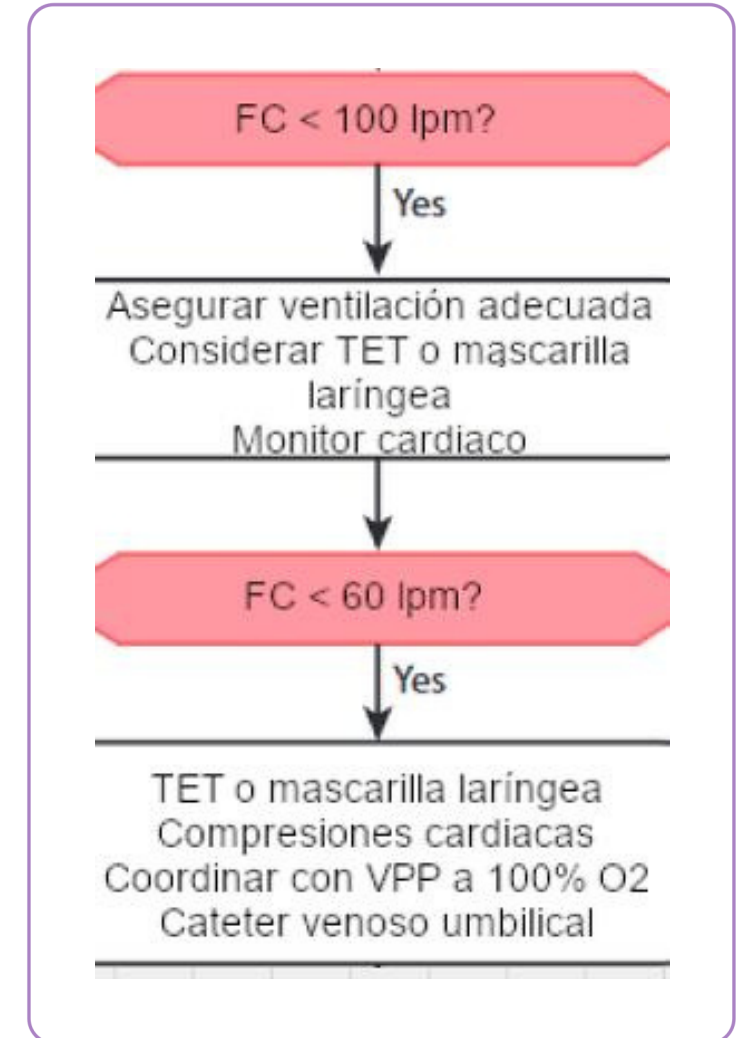 FC < 100 lpm?
Yes
Asegurar ventilación adecuada
Considerar TET o mascarilla
laríngea
Monitor cardiaco
FC < 60 lpm?
Yes
TET o mascarilla laríngea
Compresiones cardiacas
Coordinar con VPP a 100% O2
Cateter venoso umbilical